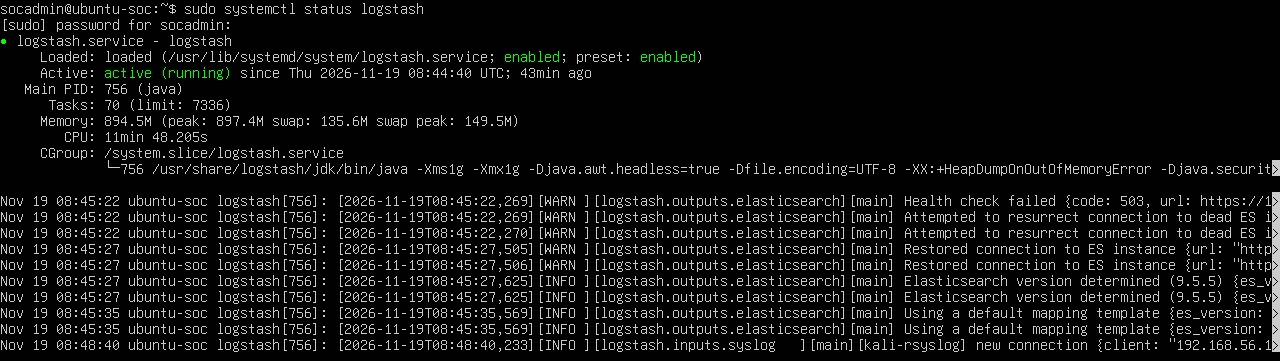 socadmin@ubuntu-soc:~$ sudo systemctl status logstash
[sudo] password for socadmin:
● logstash.service - logstash
Loaded: loaded (/usr/lib/systemd/system/logstash.service; enabled; preset: enabled)
Active: active (running) since Thu 2026-11-19 08:44:40 UTC; 43min ago
Main PID: 756 (java)
Tasks: 70 (limit: 7336)
Memory: 894.5M (peak: 897.4M swap: 135.6M swap peak: 149.5M)
CPU: 11min 48.205s
CGroup: /system.slice/logstash.service
└─756 /usr/share/logstash/jdk/bin/java -Xms1g -Xmx1g -Djava.awt.headless=true -Dfile.encoding=UTF-8 -XX:+HeapDumpOnOutOfMemoryError -Djava.securit>
Nov 19 08:45:22 ubuntu-soc logstash[756]: [2026-11-19T08:45:22,269][WARN ][logstash.outputs.elasticsearch][main] Health check failed {code: 503, url: https://1>
Nov 19 08:45:22 ubuntu-soc logstash[756]: [2026-11-19T08:45:22,269][WARN ][logstash.outputs.elasticsearch][main] Attempted to resurrect connection to dead ES i>
Nov 19 08:45:22 ubuntu-soc logstash[756]: [2026-11-19T08:45:22,270][WARN ][logstash.outputs.elasticsearch][main] Attempted to resurrect connection to dead ES i>
Nov 19 08:45:27 ubuntu-soc logstash[756]: [2026-11-19T08:45:27,505][WARN ][logstash.outputs.elasticsearch][main] Restored connection to ES instance {url: "http>
Nov 19 08:45:27 ubuntu-soc logstash[756]: [2026-11-19T08:45:27,506][WARN ][logstash.outputs.elasticsearch][main] Restored connection to ES instance {url: "http>
Nov 19 08:45:27 ubuntu-soc logstash[756]: [2026-11-19T08:45:27,625][INFO ][logstash.outputs.elasticsearch][main] Elasticsearch version determined (9.5.5) {es_v>
Nov 19 08:45:27 ubuntu-soc logstash[756]: [2026-11-19T08:45:27,625][INFO ][logstash.outputs.elasticsearch][main] Elasticsearch version determined (9.5.5) {es_v>
Nov 19 08:45:35 ubuntu-soc logstash[756]: [2026-11-19T08:45:35,569][INFO ][logstash.outputs.elasticsearch][main] Using a default mapping template {es_version: >
Nov 19 08:45:35 ubuntu-soc logstash[756]: [2026-11-19T08:45:35,569][INFO ][logstash.outputs.elasticsearch][main] Using a default mapping template {es_version: >
Nov 19 08:48:40 ubuntu-soc logstash[756]: [2026-11-19T08:48:40,233][INFO ][logstash.inputs.syslog   ][main][kali-rsyslog] new connection {client: "192.168.56.1>